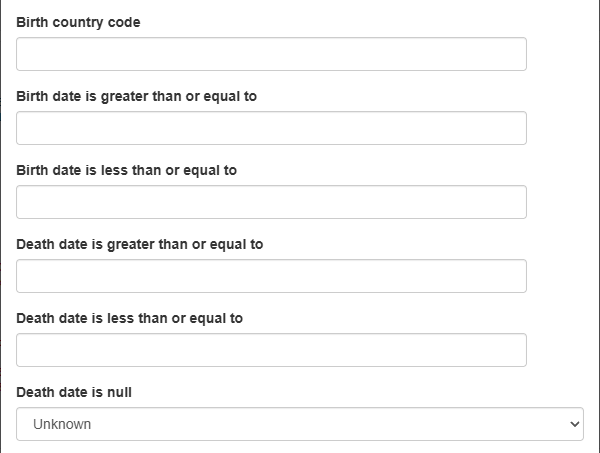 Birth country code
Birth date is greater than or equal to
Birth date is less than or equal to
Death date is greater than or equal to
Death date is less than or equal to
Death date is null
Unknown